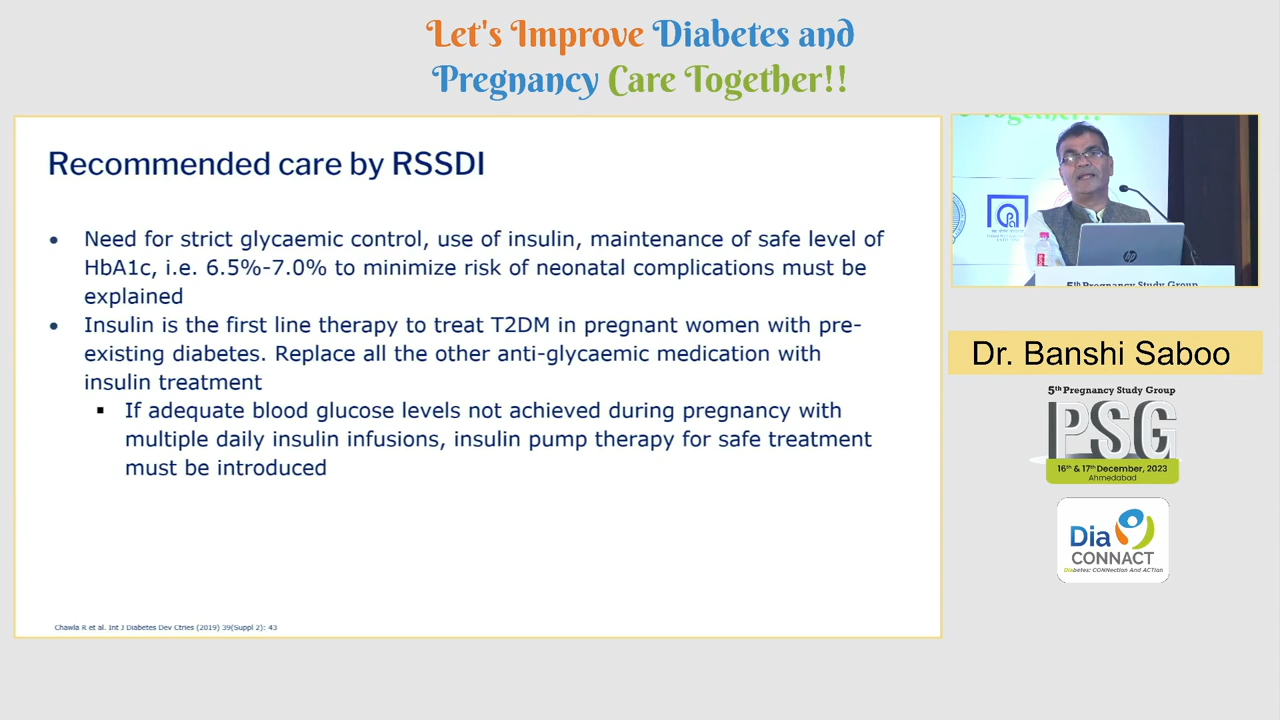 Let's Improve Diabetes and
Pregnancy Care Together!!
Recommended care by RSSDI
• Need for strict glycaemic control, use of insulin, maintenance of safe level of
HbA1c, i.e. 6.5%-7.0% to minimize risk of neonatal complications must be
explained
• Insulin is the first line therapy to treat T2DM in pregnant women with pre-
existing diabetes. Replace all the other anti-glycaemic medication with
insulin treatment
▪ If adequate blood glucose levels not achieved during pregnancy with
multiple daily insulin infusions, insulin pump therapy for safe treatment
must be introduced
Chawla R et al. Int J Diabetes Dev Ctries (2019) 39(Suppl 2): 43
hp
5th Pregnancy Study Group
Dr. Banshi Saboo
5th Pregnancy Study Group
PSG
16th & 17th December, 2023
Ahmedabad
Dia
CONNACT
Diabetes: CONNection And ACTion